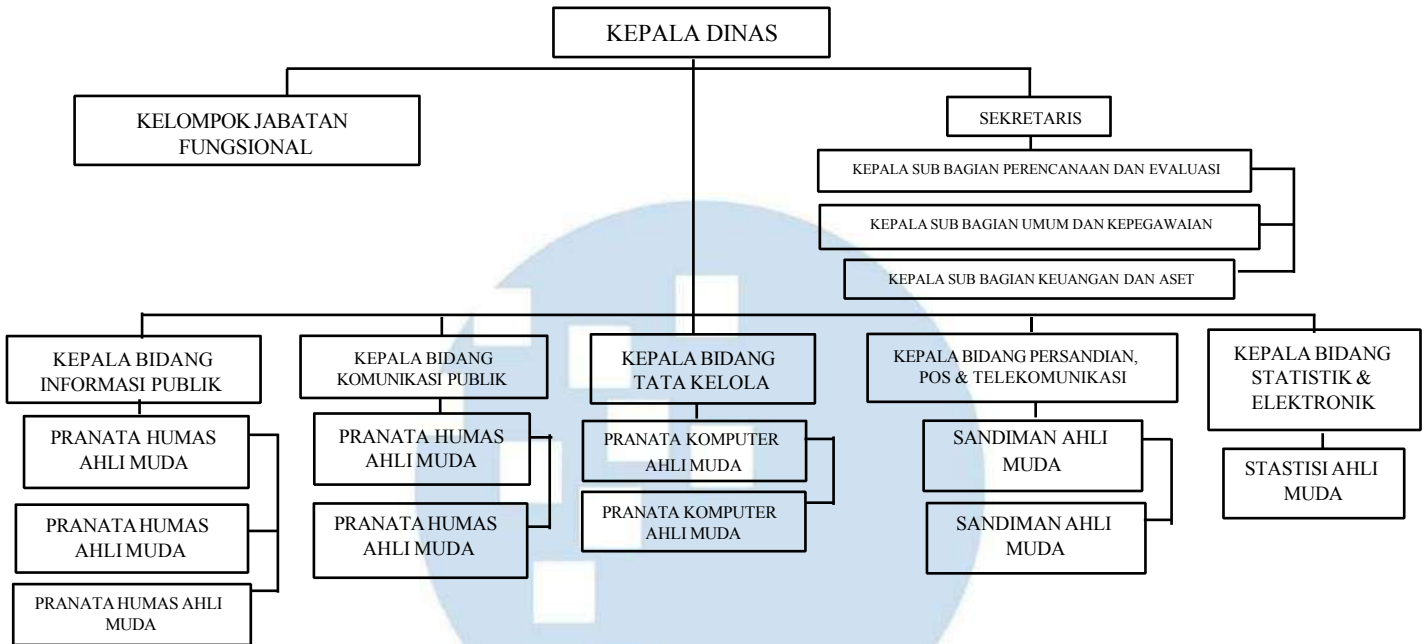 KEPALA DINAS
KELOMPOK JABATAN
FUNGSIONAL
SEKRETARIS
KEPALA SUB BAGIAN PERENCANAAN DAN EVALUASI
KEPALA SUB BAGIAN UMUM DAN KEPEGAWAIAN
KEPALA SUB BAGIAN KEUANGAN DAN ASET
KEPALA BIDANG
INFORMASI PUBLIK
PRANATA HUMAS
AHLI MUDA
PRANATA HUMAS
AHLI MUDA
PRANATA HUMAS AHLI
MUDA
KEPALA BIDANG
KOMUNIKASI PUBLIK
PRANATA HUMAS
AHLI MUDA
PRANATA HUMAS
AHLI MUDA
KEPALA BIDANG
TATA KELOLA
PRANATA KOMPUTER
AHLI MUDA
PRANATA KOMPUTER
AHLI MUDA
KEPALA BIDANG PERSANDIAN,
POS & TELEKOMUNIKASI
SANDIMAN AHLI
MUDA
SANDIMAN AHLI
MUDA
KEPALA BIDANG
STATISTIK &
ELEKTRONIK
STASTISI AHLI
MUDA